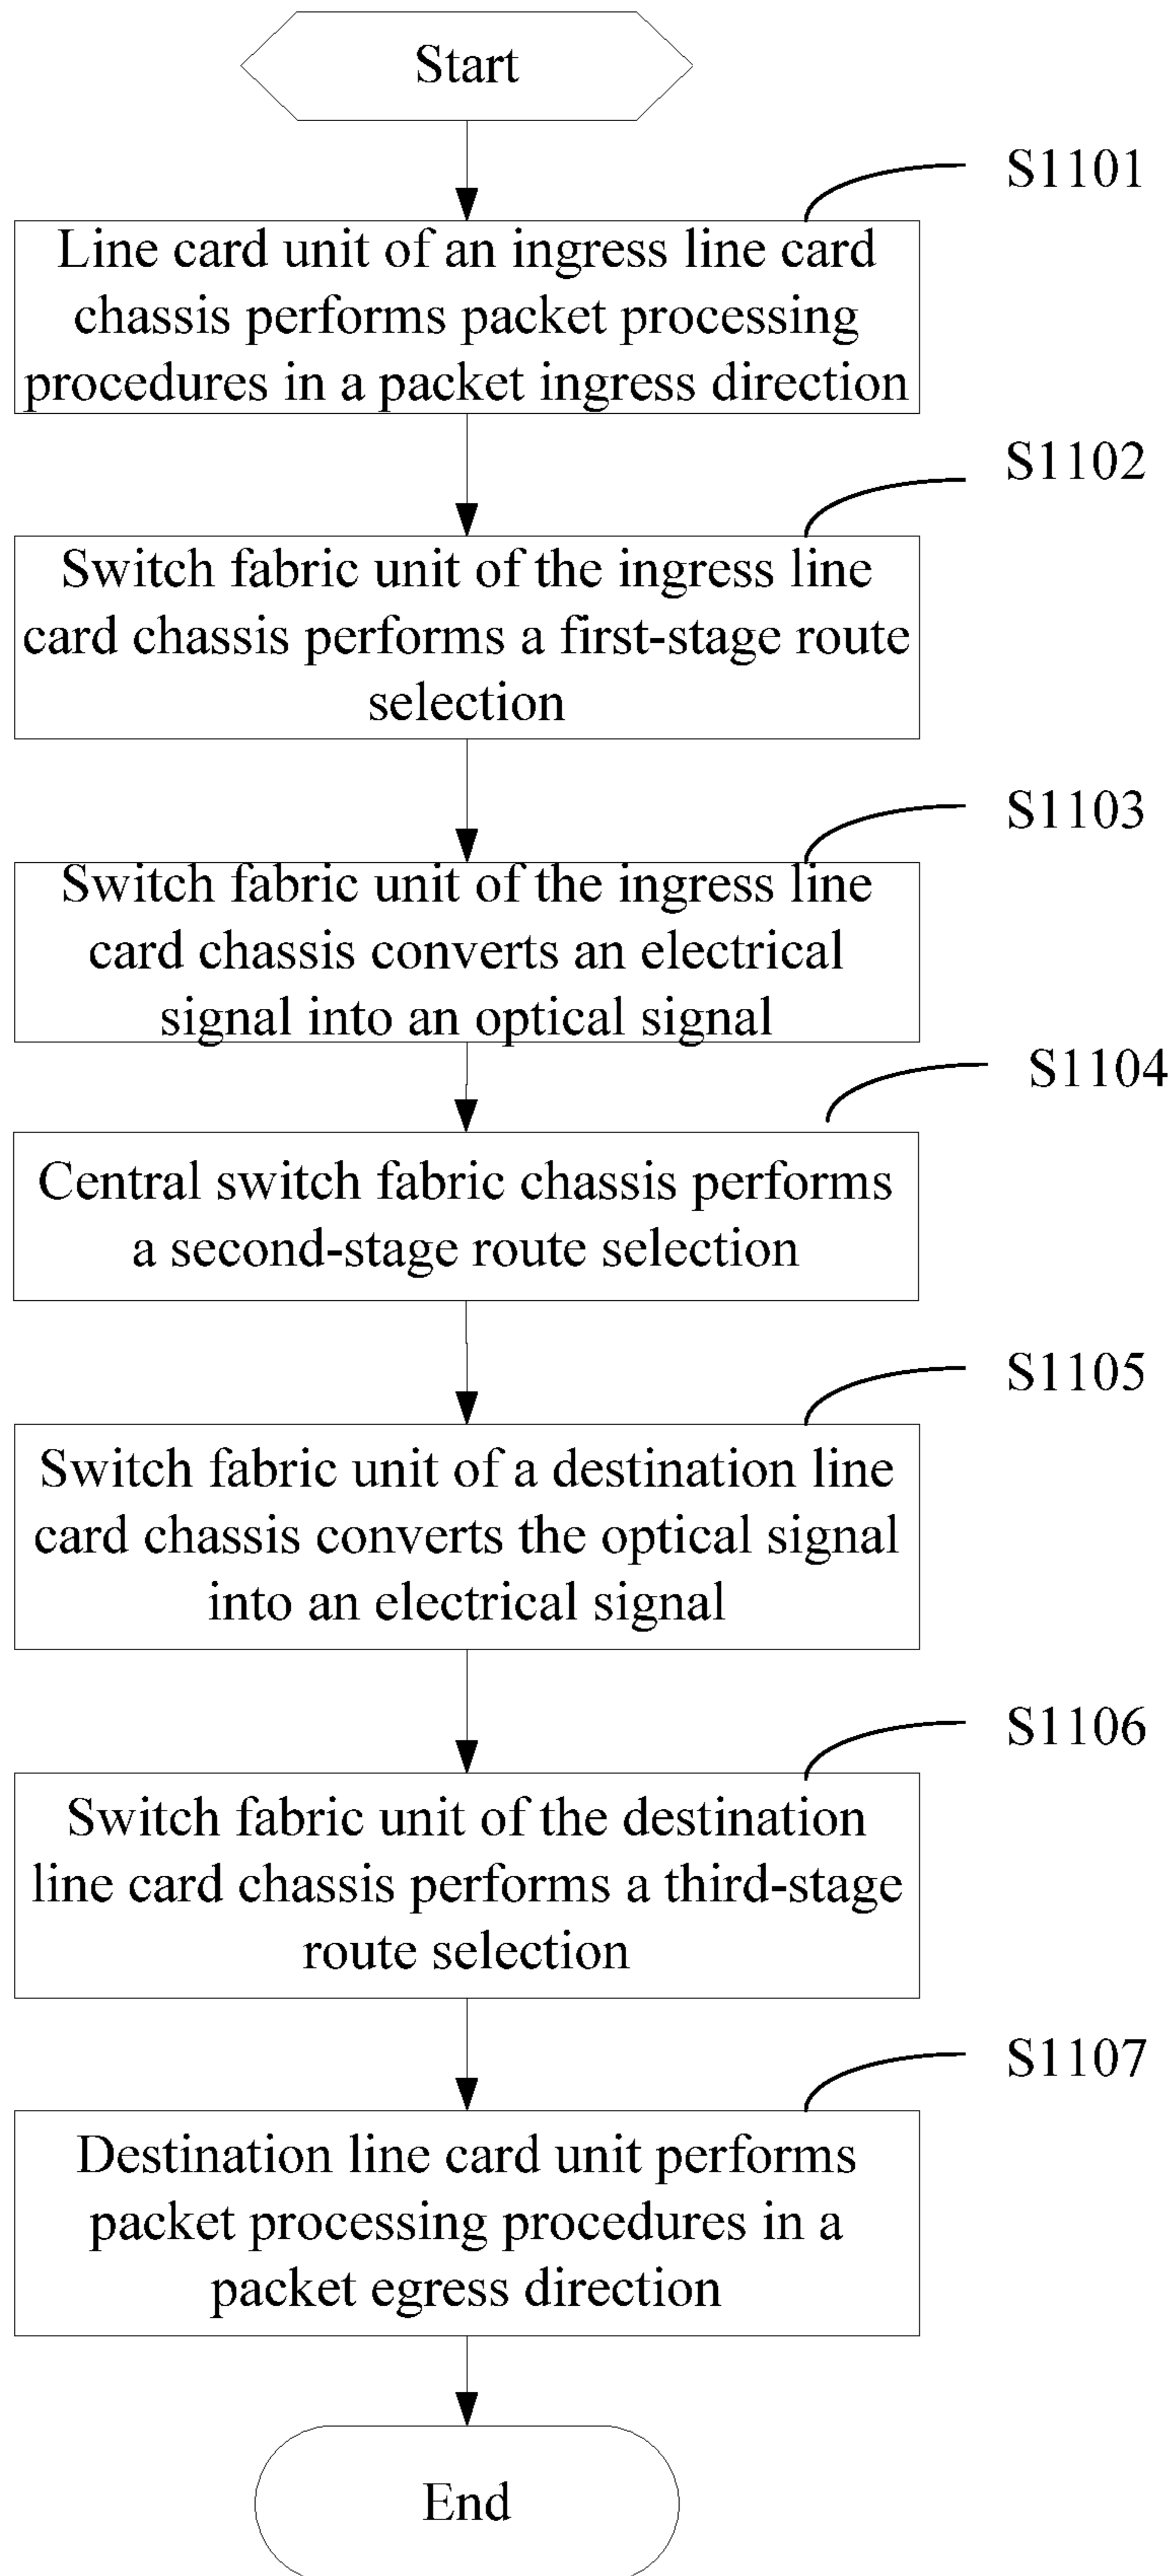 Start
S1101
Line card unit of an ingress line card
chassis performs packet processing
procedures in a packet ingress direction
S1102
Switch fabric unit of the ingress line
card chassis performs a first-stage route
selection
S1103
Switch fabric unit of the ingress line
card chassis converts an electrical
signal into an optical signal
S1104
Central switch fabric chassis performs
a second-stage route selection
S1105
Switch fabric unit of a destination line
card chassis converts the optical signal
into an electrical signal
S1106
Switch fabric unit of the destination
line card chassis performs a third-stage
route selection
S1107
Destination line card unit performs
packet processing procedures in a
packet egress direction
End